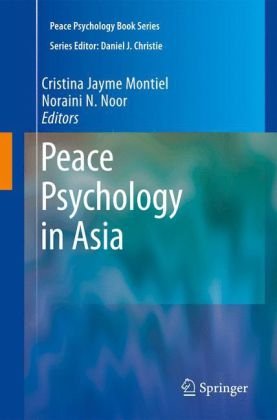 Peace Psychology Book Series
Series Editor: Daniel J. Christie
Cristina Jayme Montiel
Noraini N. Noor
Editors
Peace
Psychology
in Asia
Springer